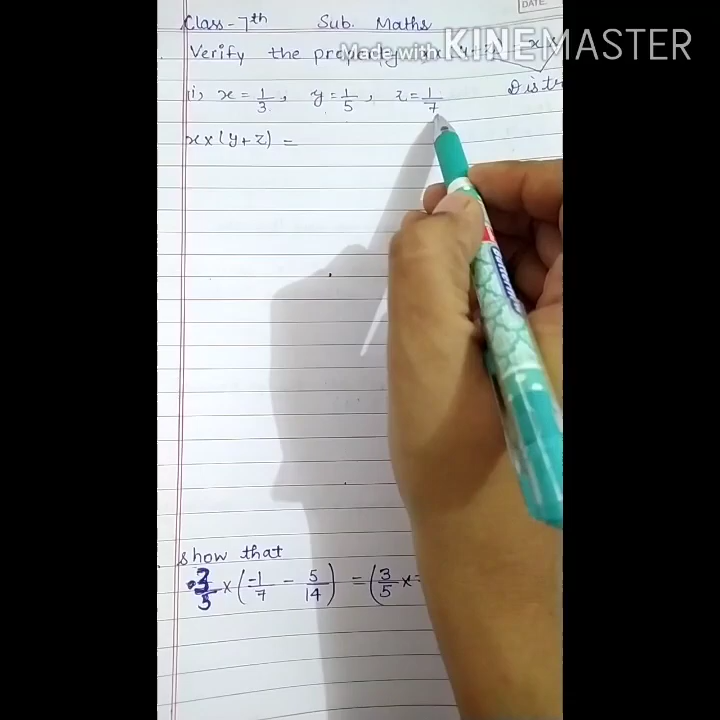 DATE.
Class-7th Sub. Maths
Made with KINEMASTER
Verify the property
i) x = 1/3, y = 1/5, z = 1/7
x×(y+z) =
show that
3/5 × (-1/7 - 5/14) = (3/5 ×